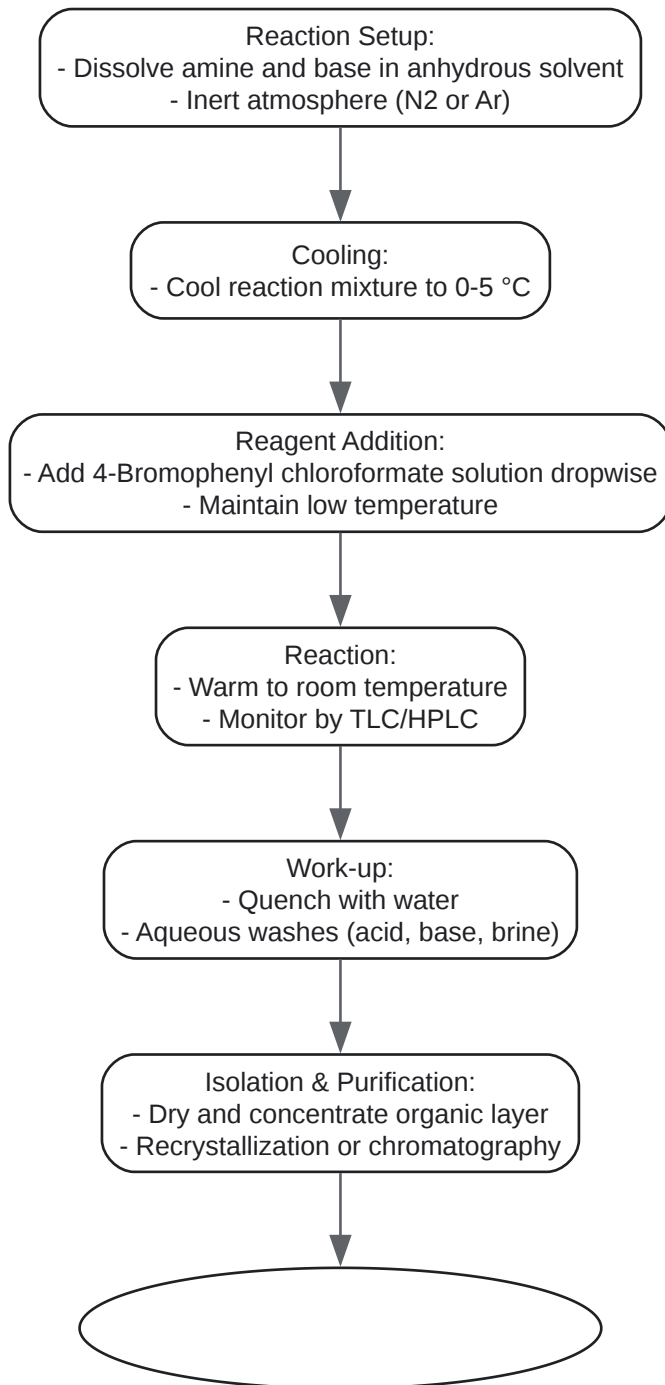 Reaction Setup:
- Dissolve amine and base in anhydrous solvent
- Inert atmosphere (N2 or Ar)
Cooling:
- Cool reaction mixture to 0-5 °C
Reagent Addition:
- Add 4-Bromophenyl chloroformate solution dropwise
- Maintain low temperature
Reaction:
- Warm to room temperature
- Monitor by TLC/HPLC
Work-up:
- Quench with water
- Aqueous washes (acid, base, brine)
Isolation & Purification:
- Dry and concentrate organic layer
- Recrystallization or chromatography